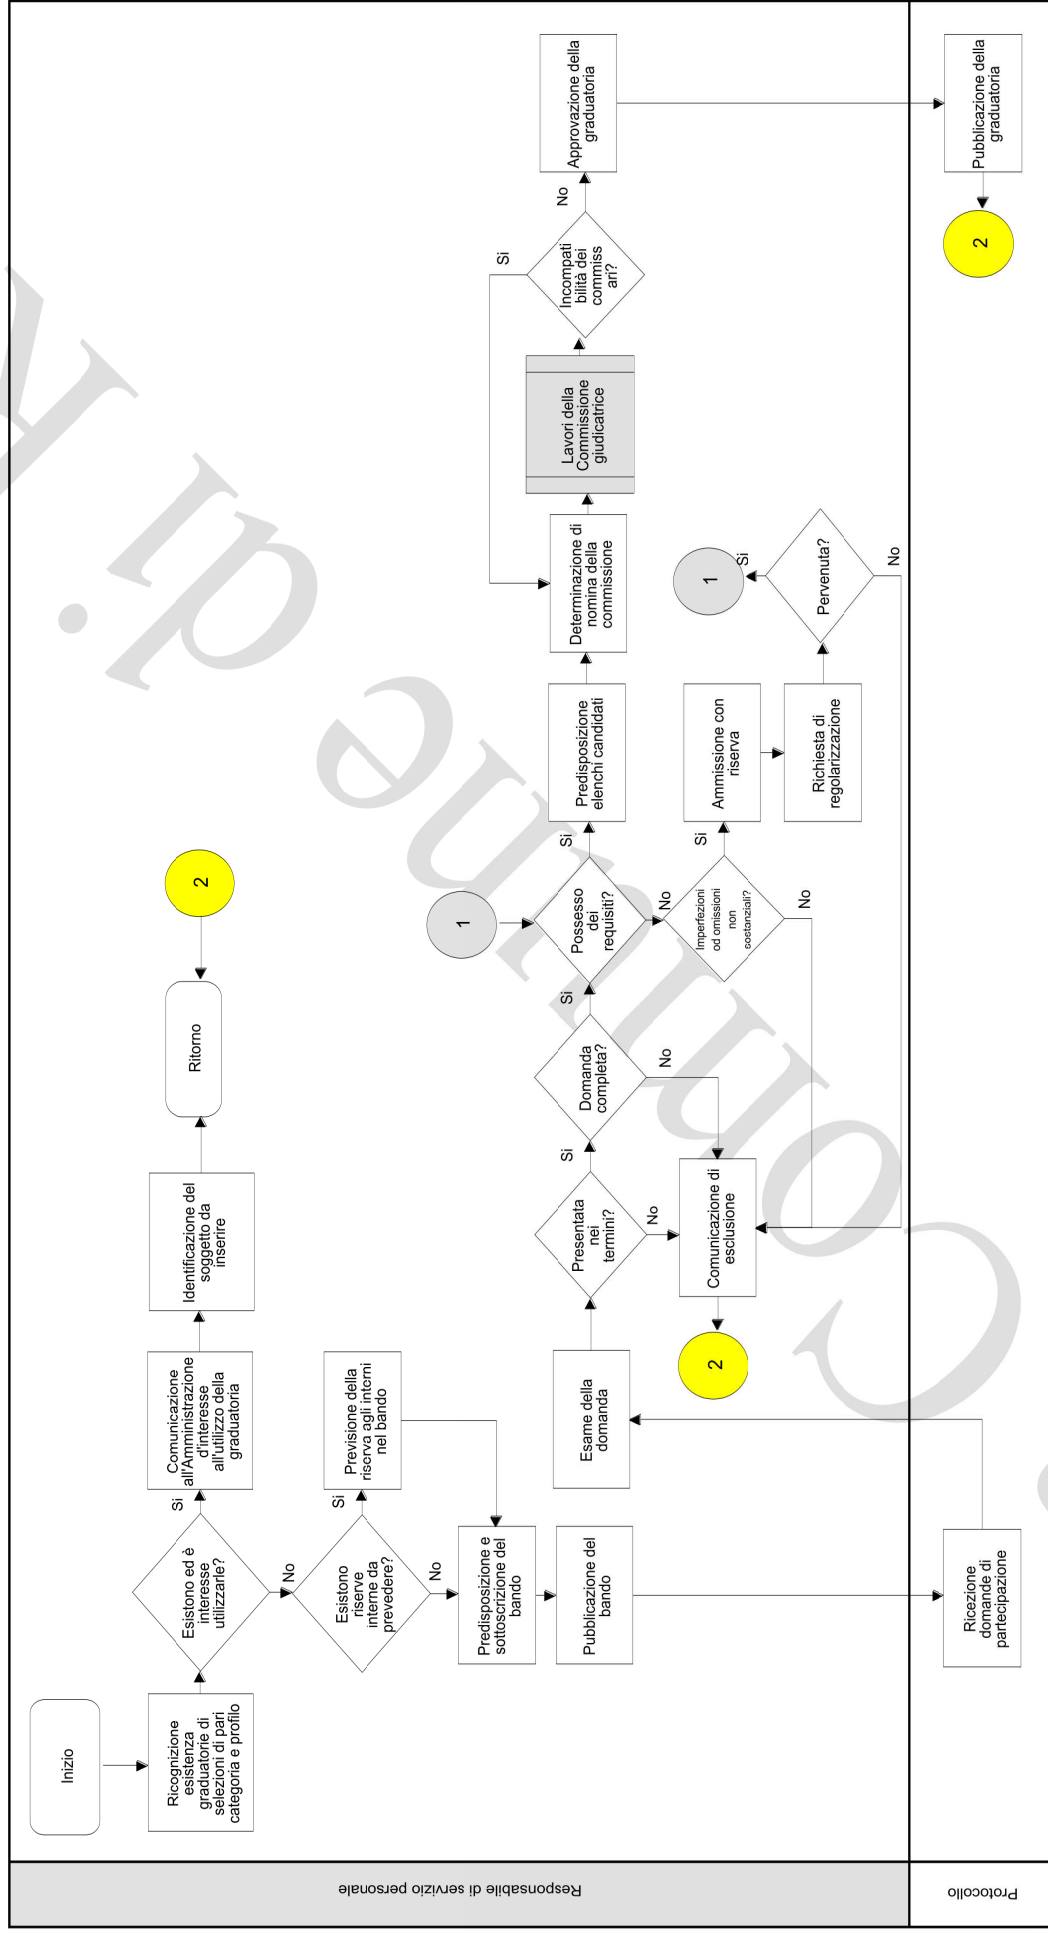 Responsabile di servizio personale
Inizio
Ricognizione
esistenza
graduatorie di
selezioni di pari
categoria e profilo
Esistono ed è
interesse
utilizzarle?
Si
No
Comunicazione
all'Amministrazione
d'interesse
all'utilizzo della
graduatoria
Identificazione del
soggetto da
inserire
Ritorno
2
Esistono
riserve
interne da
prevedere?
Si
No
Previsione della
riserva agli interni
nel bando
Predisposizione e
sottoscrizione del
bando
Pubblicazione del
bando
Esame della
domanda
Presentata
nei
termini?
Si
No
Domanda
completa?
Si
No
1
Possesso
dei
requisiti?
Si
No
Predisposizione
elenchi candidati
Determinazione di
nomina della
commissione
Lavori della
Commissione
giudicatrice
Incompati
bilità dei
commiss
ari?
Si
No
Approvazione della
graduatoria
Comunicazione di
esclusione
2
Imperfezioni
od omissioni
non
sostanziali?
Si
No
Ammissione con
riserva
Richiesta di
regolarizzazione
Pervenuta?
Si
No
1
Protocollo
Ricezione
domande di
partecipazione
Pubblicazione della
graduatoria
2
Comune di